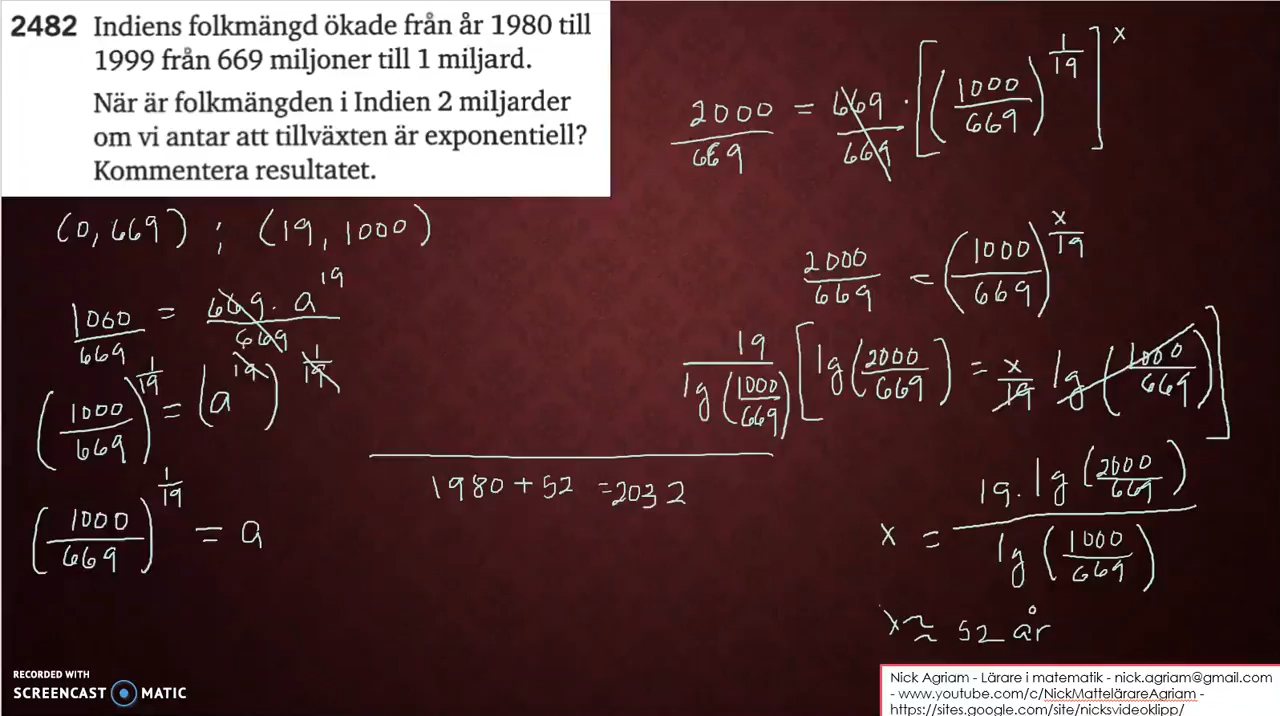 2482 Indiens folkmängd ökade från år 1980 till
1999 från 669 miljoner till 1 miljard.
När är folkmängden i Indien 2 miljarder
om vi antar att tillväxten är exponentiell?
Kommentera resultatet.
(0, 669) ; (19, 1000)
1000/669 = 669 · a^19/669
(1000/669)^(1/19) = (a^19)^(1/19)
(1000/669)^(1/19) = a
1980 + 52 = 2032
2000/669 = 669/669 · [(1000/669)^(1/19)]^x
2000/669 = (1000/669)^(x/19)
19/lg(1000/669) [lg(2000/669) = x/19 lg(1000/669)]
x = 19 · lg(2000/669)/lg(1000/669)
x ≈ 52 år
RECORDED WITH
SCREENCAST MATIC
Nick Agriam - Lärare i matematik - nick.agriam@gmail.com
- www.youtube.com/c/NickMattelärareAgriam -
https://sites.google.com/site/nicksvideoklipp/